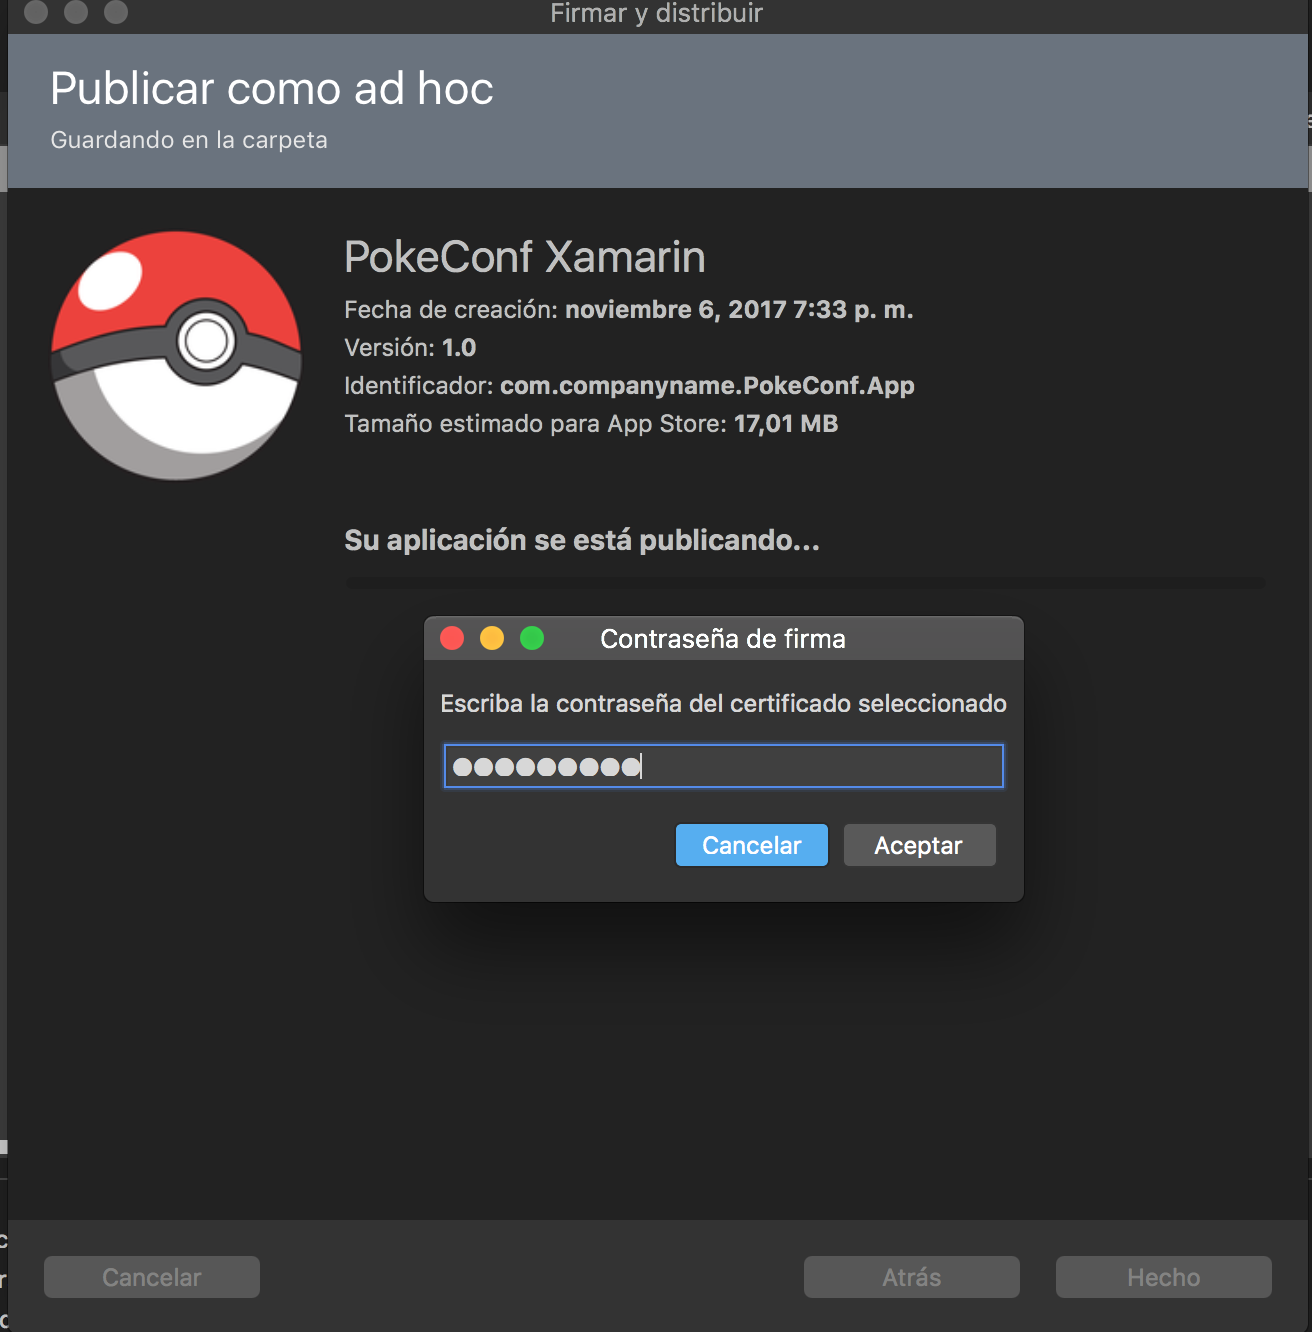 Firmar y distribuir
Publicar como ad hoc
Guardando en la carpeta
PokeConf Xamarin
Fecha de creación: noviembre 6, 2017 7:33 p. m.
Versión: 1.0
Identificador: com.companyname.PokeConf.App
Tamaño estimado para App Store: 17,01 MB
Su aplicación se está publicando...
Contraseña de firma
Escriba la contraseña del certificado seleccionado
Cancelar Aceptar
Cancelar Atrás Hecho